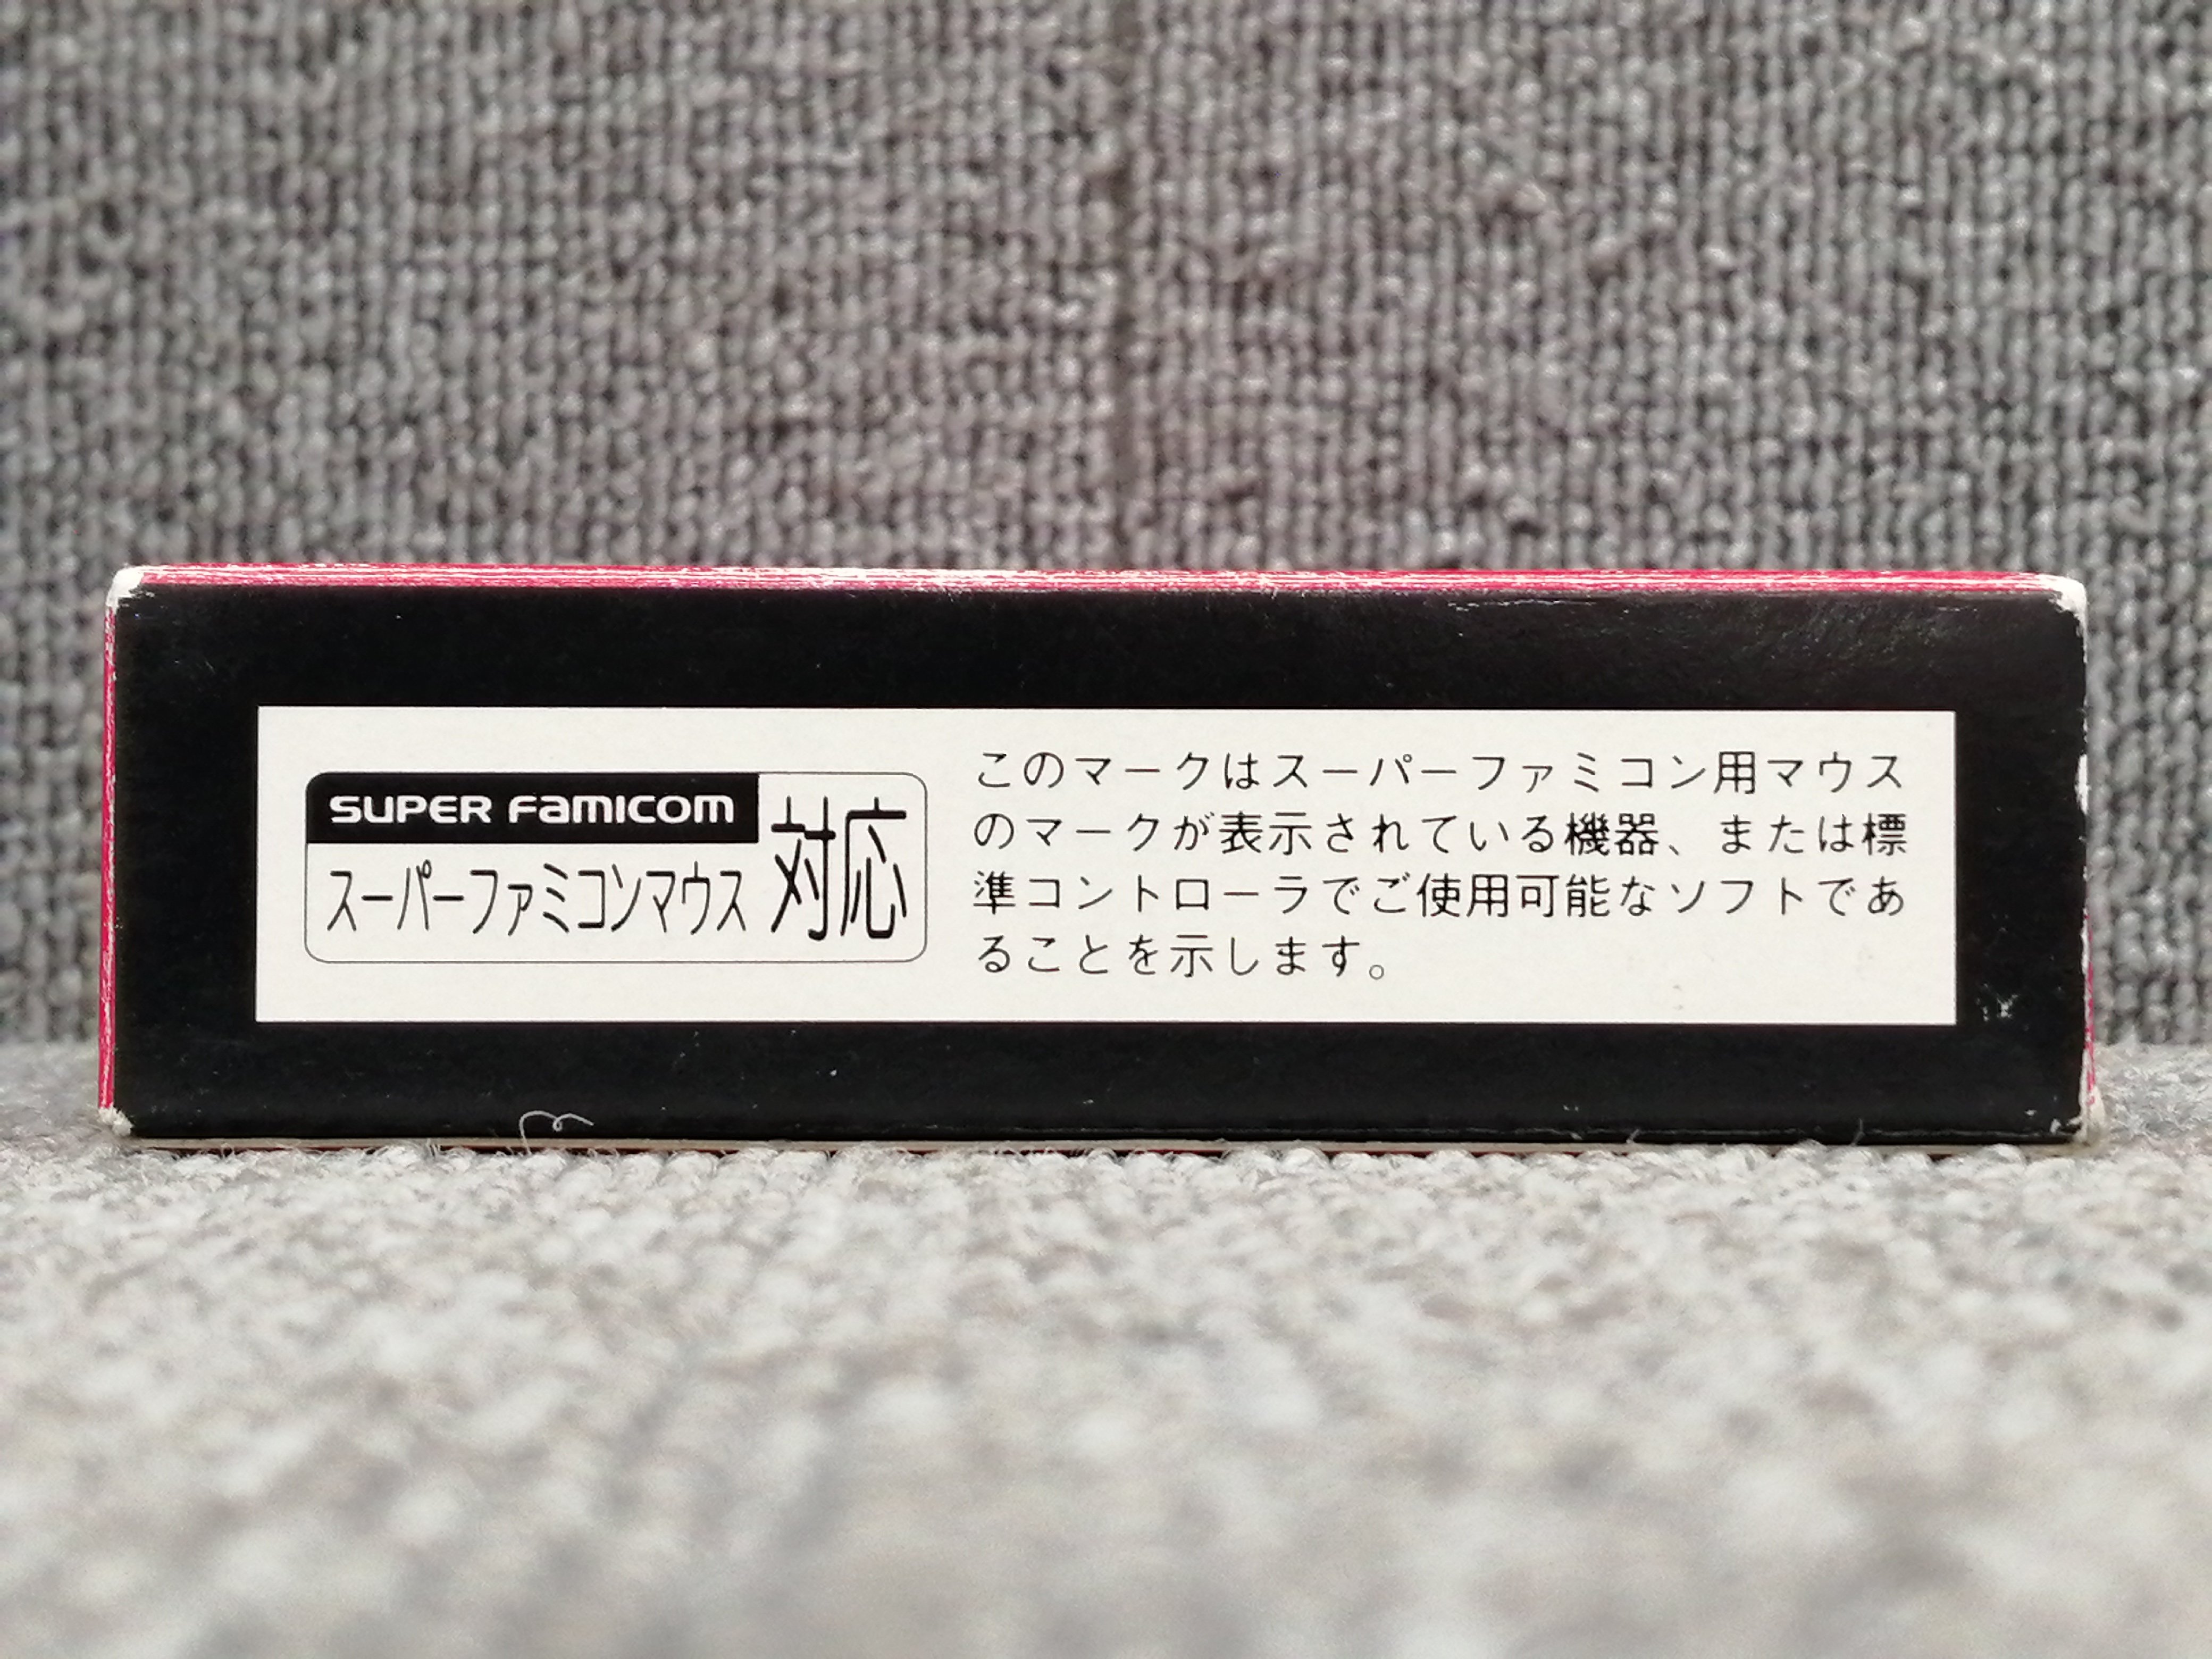 SUPER Famicom
スーパーファミコンマウス
対応
このマークはスーパーファミコン用マウス
のマークが表示されている機器、または標
準コントローラでご使用可能なソフトであ
ることを示します。